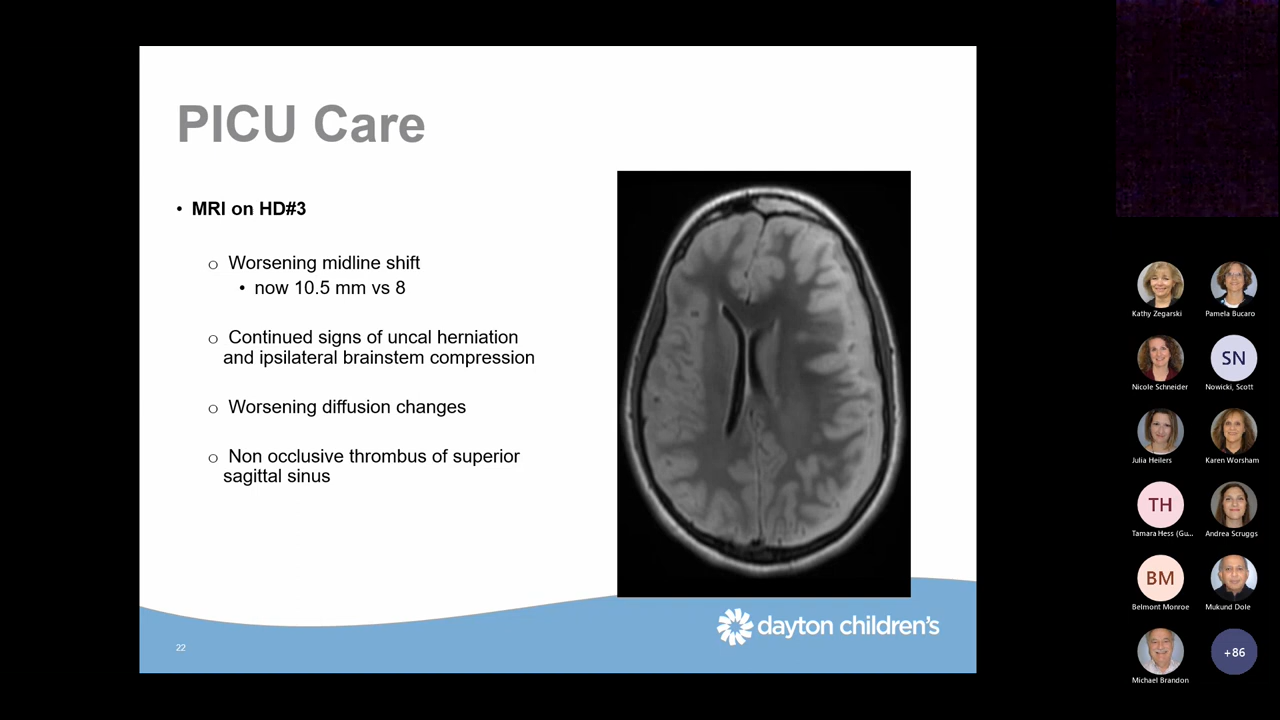 PICU Care
• MRI on HD#3
o Worsening midline shift
• now 10.5 mm vs 8
o Continued signs of uncal herniation
and ipsilateral brainstem compression
o Worsening diffusion changes
o Non occlusive thrombus of superior
sagittal sinus
22
dayton children's
Kathy Zegarski
Pamela Bucaro
SN
Nicole Schneider
Nowicki, Scott
Julia Heilers
Karen Worsham
TH
Tamara Hess (Gu...
Andrea Scruggs
BM
Belmont Monroe
Mukund Dole
+86
Michael Brandon